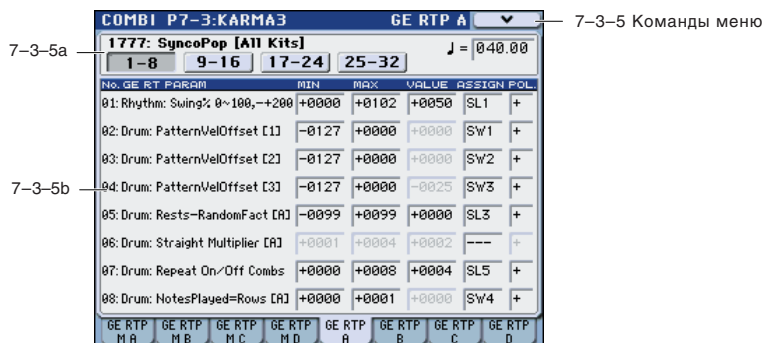 COMBI P7-3:KARMA3 GE RTP A
7–3–5 Команды меню
7–3–5a
1777: SyncoPop [All Kits] ♩ = 040.00
1-8 9-16 17-24 25-32
No. GE RT PARAM MIN MAX VALUE ASSIGN POL.
01: Rhythm: Swing% 0~100,-+200 +0000 +0102 +0050 SL1 +
02: Drum: PatternVelOffset [1] -0127 +0000 +0000 SW1 +
03: Drum: PatternVelOffset [2] -0127 +0000 +0000 SW2 +
7–3–5b
04: Drum: PatternVelOffset [3] -0127 +0000 -0025 SW3 +
05: Drum: Rests-RandomFact [A] -0099 +0099 +0000 SL3 +
06: Drum: Straight Multiplier [A] +0001 +0004 +0002 --- +
07: Drum: Repeat On/Off Combs +0000 +0008 +0004 SL5 +
08: Drum: NotesPlayed=Rows [A] +0000 +0001 +0000 SW4 +
GE RTP M A GE RTP M B GE RTP M C GE RTP M D GE RTP A GE RTP B GE RTP C GE RTP D